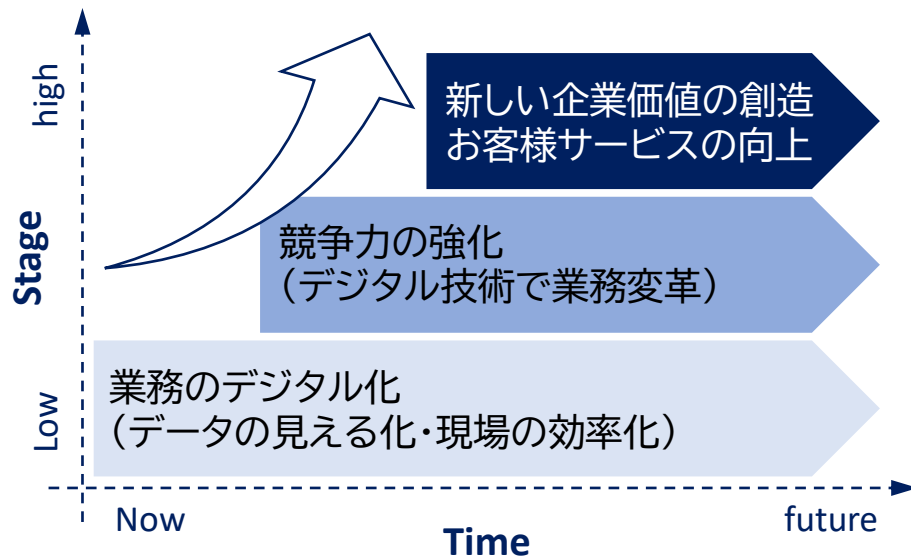 high
新しい企業価値の創造
お客様サービスの向上
Stage
競争力の強化
（デジタル技術で業務変革）
Low
業務のデジタル化
（データの見える化・現場の効率化）
Now
Time
future